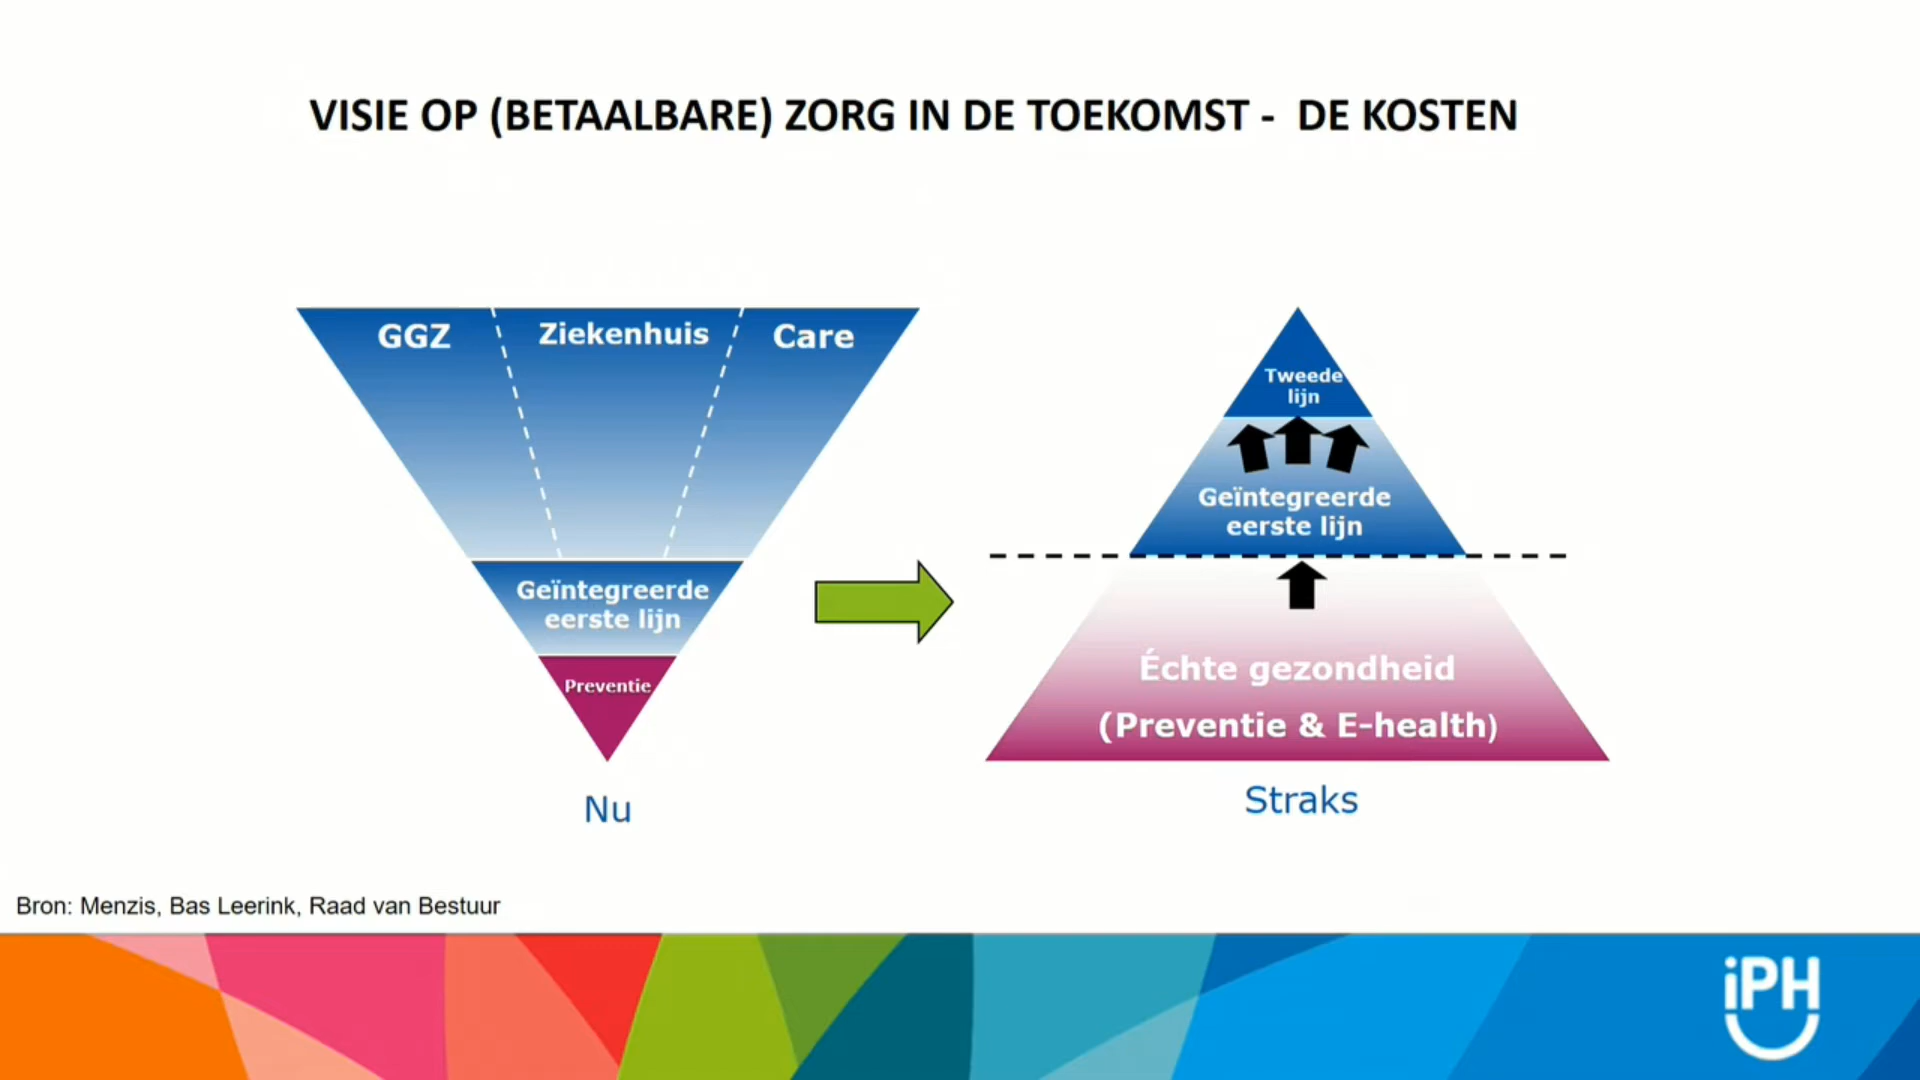 VISIE OP (BETAALBARE) ZORG IN DE TOEKOMST - DE KOSTEN
GGZ
Ziekenhuis
Care
Geïntegreerde
eerste lijn
Preventie
Nu
Tweede
lijn
Geïntegreerde
eerste lijn
Échte gezondheid
(Preventie & E-health)
Straks
Bron: Menzis, Bas Leerink, Raad van Bestuur
iPH